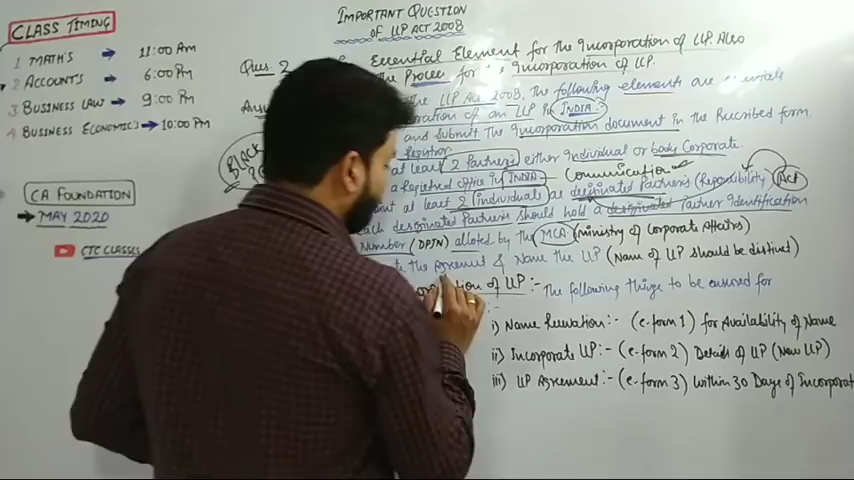 IMPORTANT QUESTION
OF LLP ACT 2008
CLASS TIMING
1 MATH'S → 11:00 Am
2 ACCOUNTS → 6:00 Pm
3 BUSINESS LAW → 9:00 Pm
4 BUSINESS ECONOMIC'S → 10:00 Pm
CA FOUNDATION
→ MAY 2020
CTC CLASSES
Ques. 2 Essential Element for the Incorporation of LLP. Also
the Process for Incorporation of LLP.
Ans the LLP Act 2008, the following elements are
of an LLP in INDIA:-
and submit the Incorporation document in the form
Registrar
at least 2 Partners either Individual or body Corporate
a Registered office in INDIA Communication
at least 2 individuals as designated Partners (Responsibility Act
each designated Partners should hold a designated Partner Identification
Number (DPIN) alloted by the MCA (ministry of Corporate Affairs)
the Agreement & Name the LLP (Name of LLP should be distinct)
of LLP :- The following things to be ensured for
i) Name :- (e-form 1) for Availability of Name
ii) Incorporate LLP:- (e-form 2) Details of LLP (New LLP)
iii) LLP Agreement:- (e-form 3) Within 30 Days of Incorporat